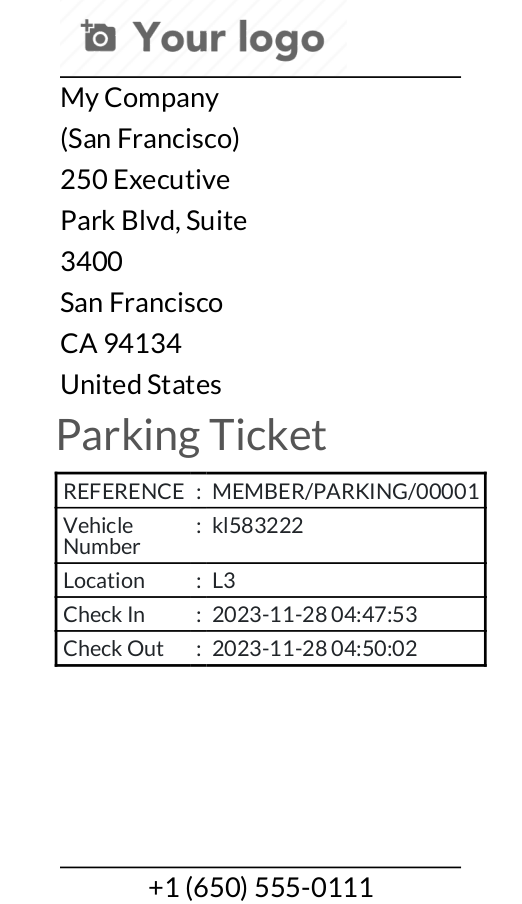 Your logo
My Company
(San Francisco)
250 Executive
Park Blvd, Suite
3400
San Francisco
CA 94134
United States
Parking Ticket
REFERENCE : MEMBER/PARKING/00001
Vehicle : kl583222
Number
Location : L3
Check In : 2023-11-28 04:47:53
Check Out : 2023-11-28 04:50:02
+1 (650) 555-0111